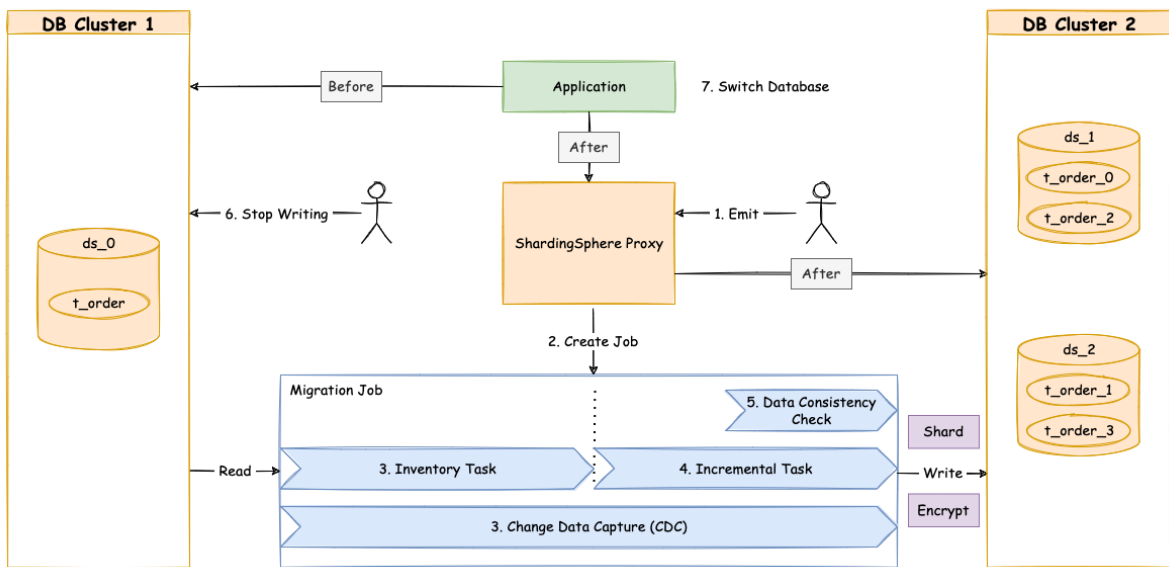 DB Cluster 1
DB Cluster 2
Before
Application
7. Switch Database
After
ds_1
t_order_0
t_order_2
6. Stop Writing
1. Emit
ds_0
t_order
ShardingSphere Proxy
After
2. Create Job
ds_2
t_order_1
t_order_3
Migration Job
5. Data Consistency
Check
Shard
Read
3. Inventory Task
4. Incremental Task
Write
Encrypt
3. Change Data Capture (CDC)